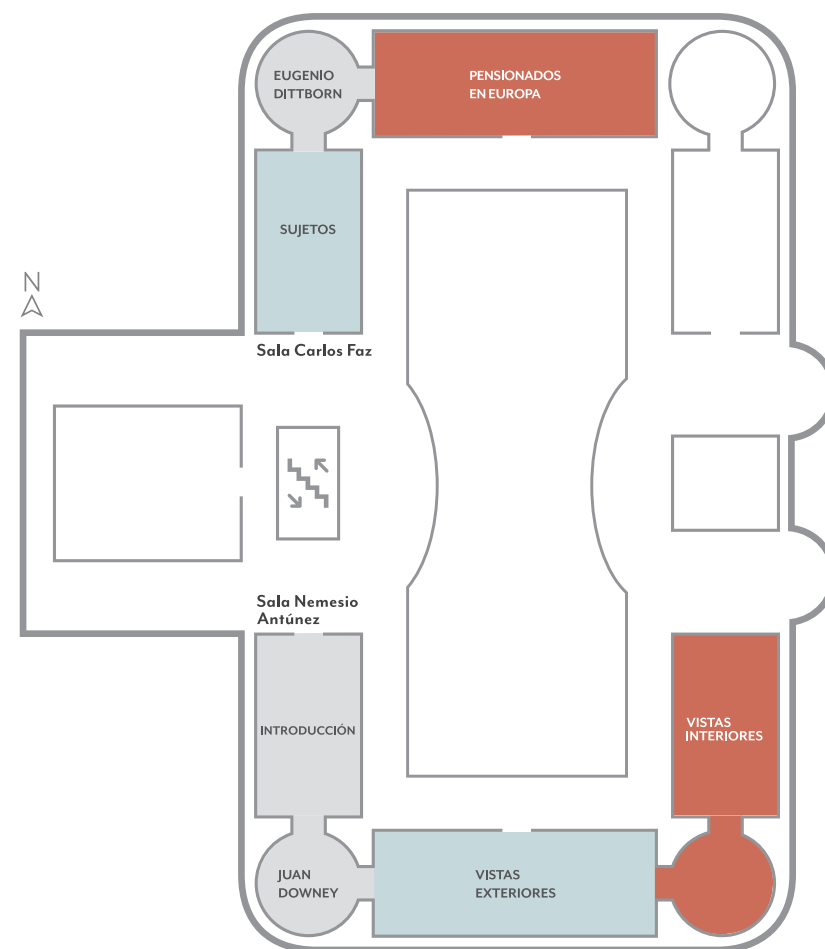 EUGENIO
DITTBORN
PENSIONADOS
EN EUROPA
SUJETOS
N
Sala Carlos Faz
Sala Nemesio
Antúnez
INTRODUCCIÓN
VISTAS
INTERIORES
JUAN
DOWNEY
VISTAS
EXTERIORES